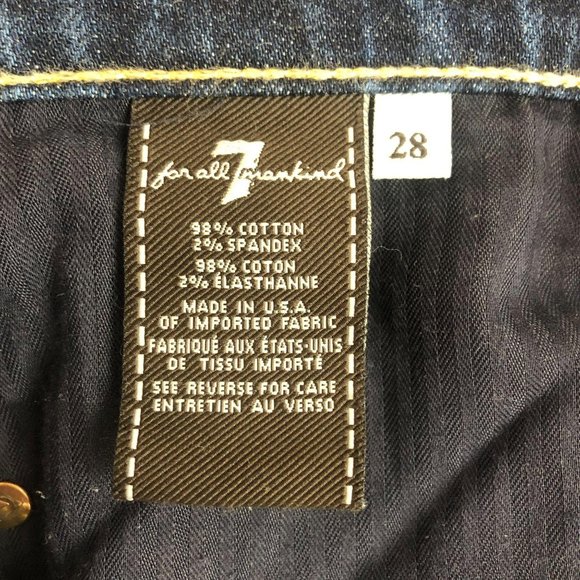 7
for all mankind
28
98% COTTON
2% SPANDEX
98% COTON
2% ÉLASTHANNE
MADE IN U.S.A.
OF IMPORTED FABRIC
FABRIQUÉ AUX ÉTATS-UNIS
DE TISSU IMPORTÉ
SEE REVERSE FOR CARE
ENTRETIEN AU VERSO